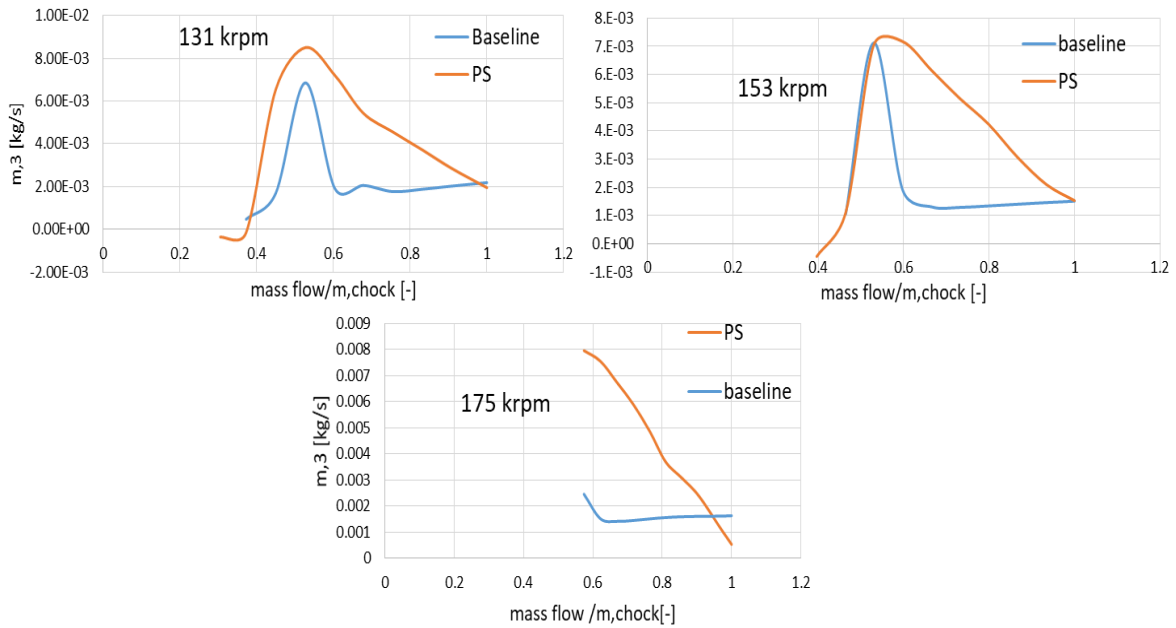 1.00E-02
8.00E-03
6.00E-03
4.00E-03
2.00E-03
0.00E+00
-2.00E-03
m,3 [kg/s]
131 krpm
Baseline
PS
0 0.2 0.4 0.6 0.8 1 1.2
mass flow/m,chock [-]
8.E-03
7.E-03
6.E-03
5.E-03
4.E-03
3.E-03
2.E-03
1.E-03
0.E+00
-1.E-03
m,3 [kg/s]
153 krpm
baseline
PS
0 0.2 0.4 0.6 0.8 1 1.2
mass flow/m,chock [-]
0.009
0.008
0.007
0.006
0.005
0.004
0.003
0.002
0.001
0
m,3 [kg/s]
175 krpm
PS
baseline
0 0.2 0.4 0.6 0.8 1 1.2
mass flow /m,chock[-]